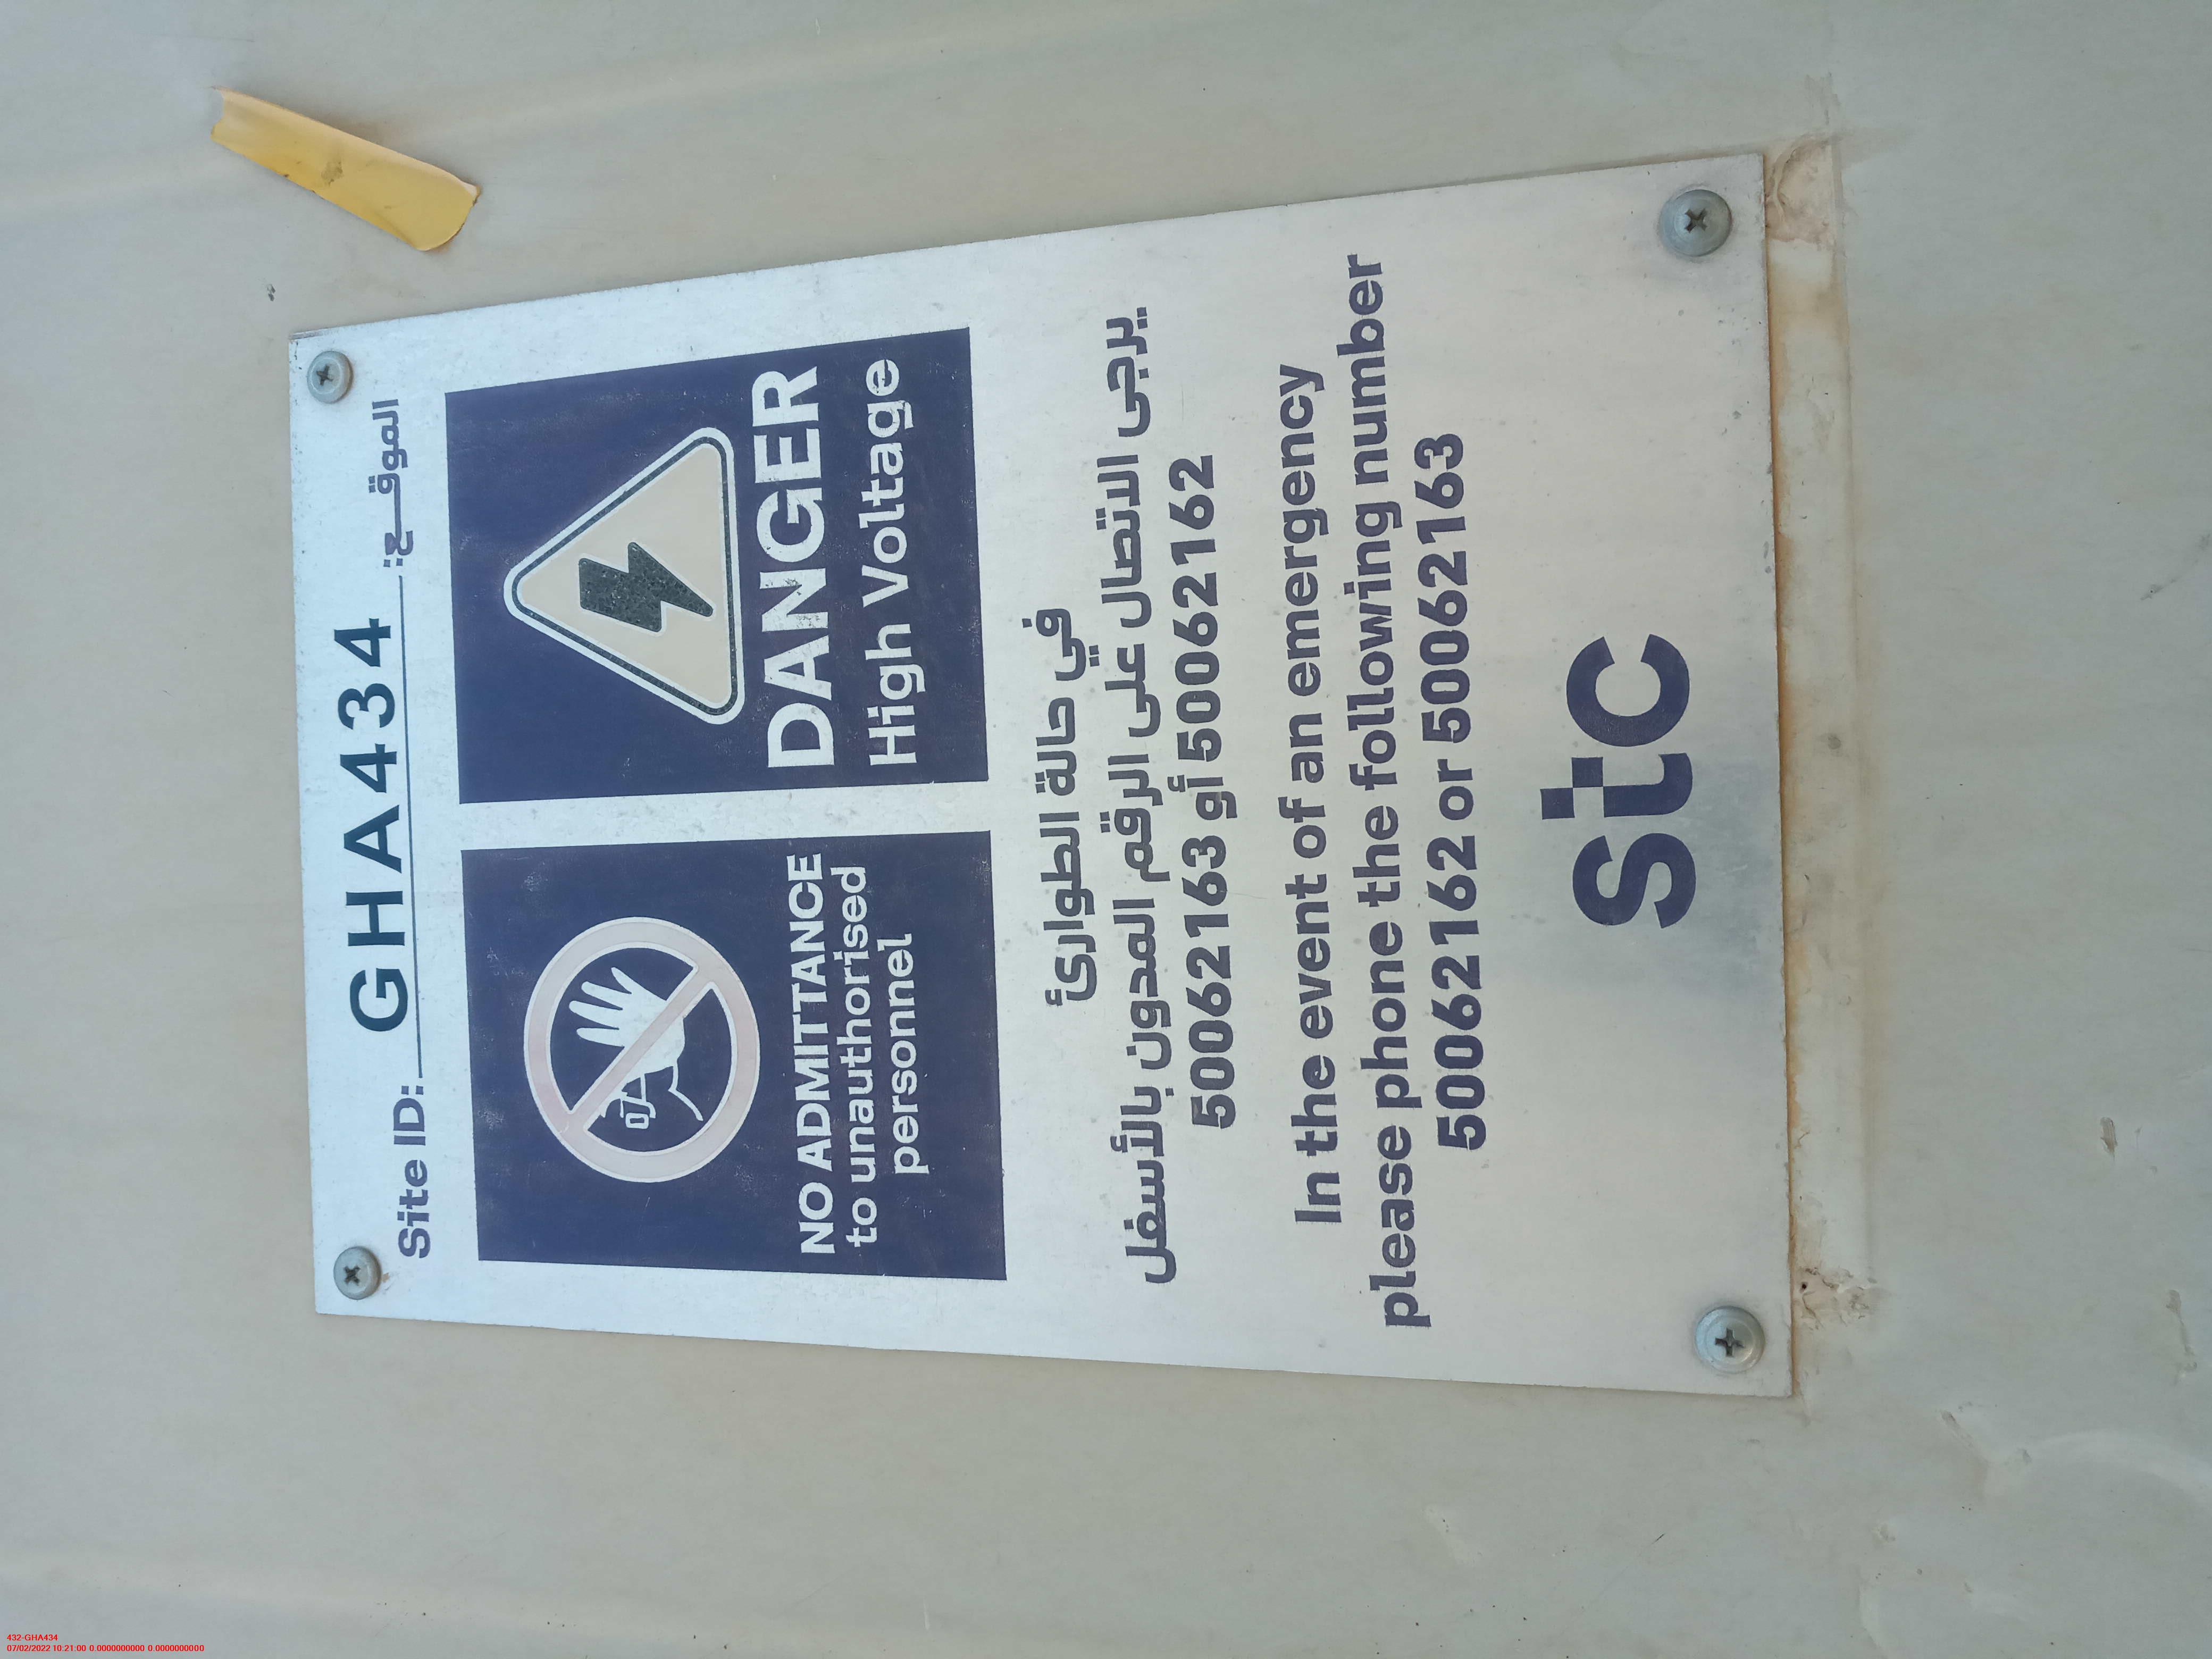 Site ID: GHA434 الموقع:
NO ADMITTANCE
to unauthorised
personnel
DANGER
High Voltage
في حالة الطوارئ
يرجى الاتصال على الرقم المدون بالأسفل
50062163 أو 50062162
In the event of an emergency
please phone the following number
50062162 or 50062163
stc
432-GHA434
07/02/2022 10:21:00 0.0000000000 0.0000000000